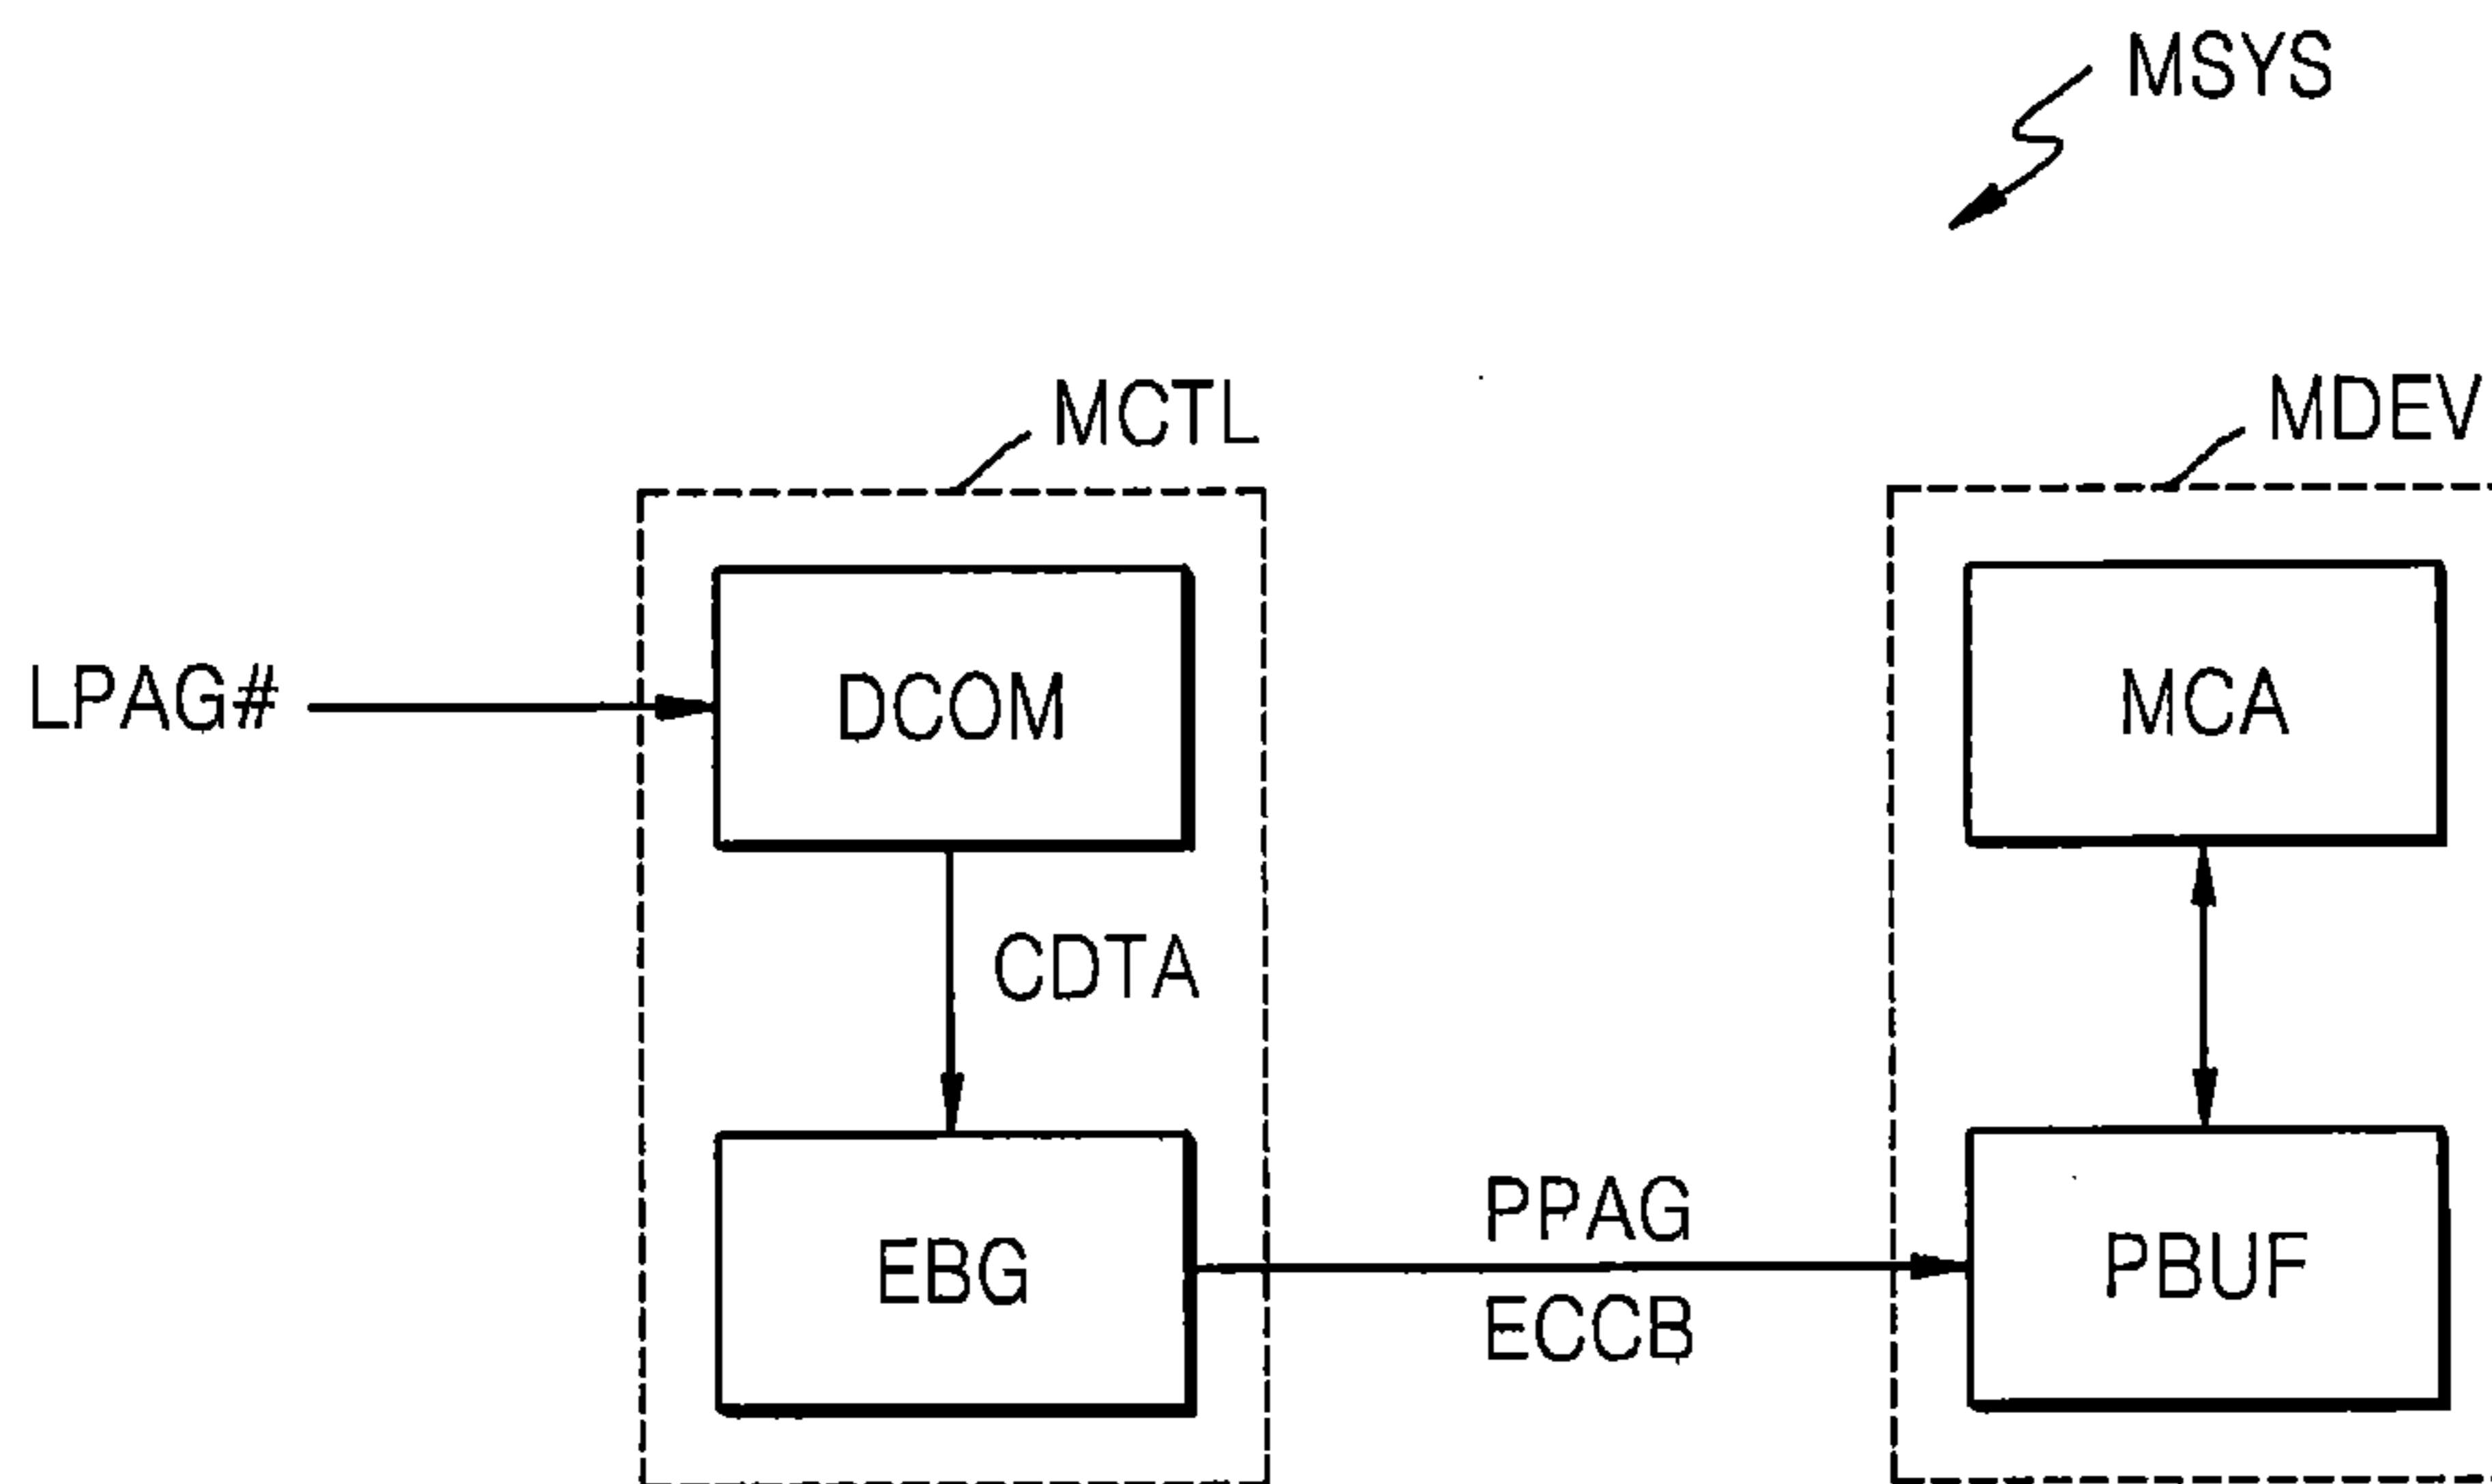 MSYS
MCTL
MDEV
LPAG#
DCOM
MCA
CDTA
EBG
PPAG
ECCB
PBUF